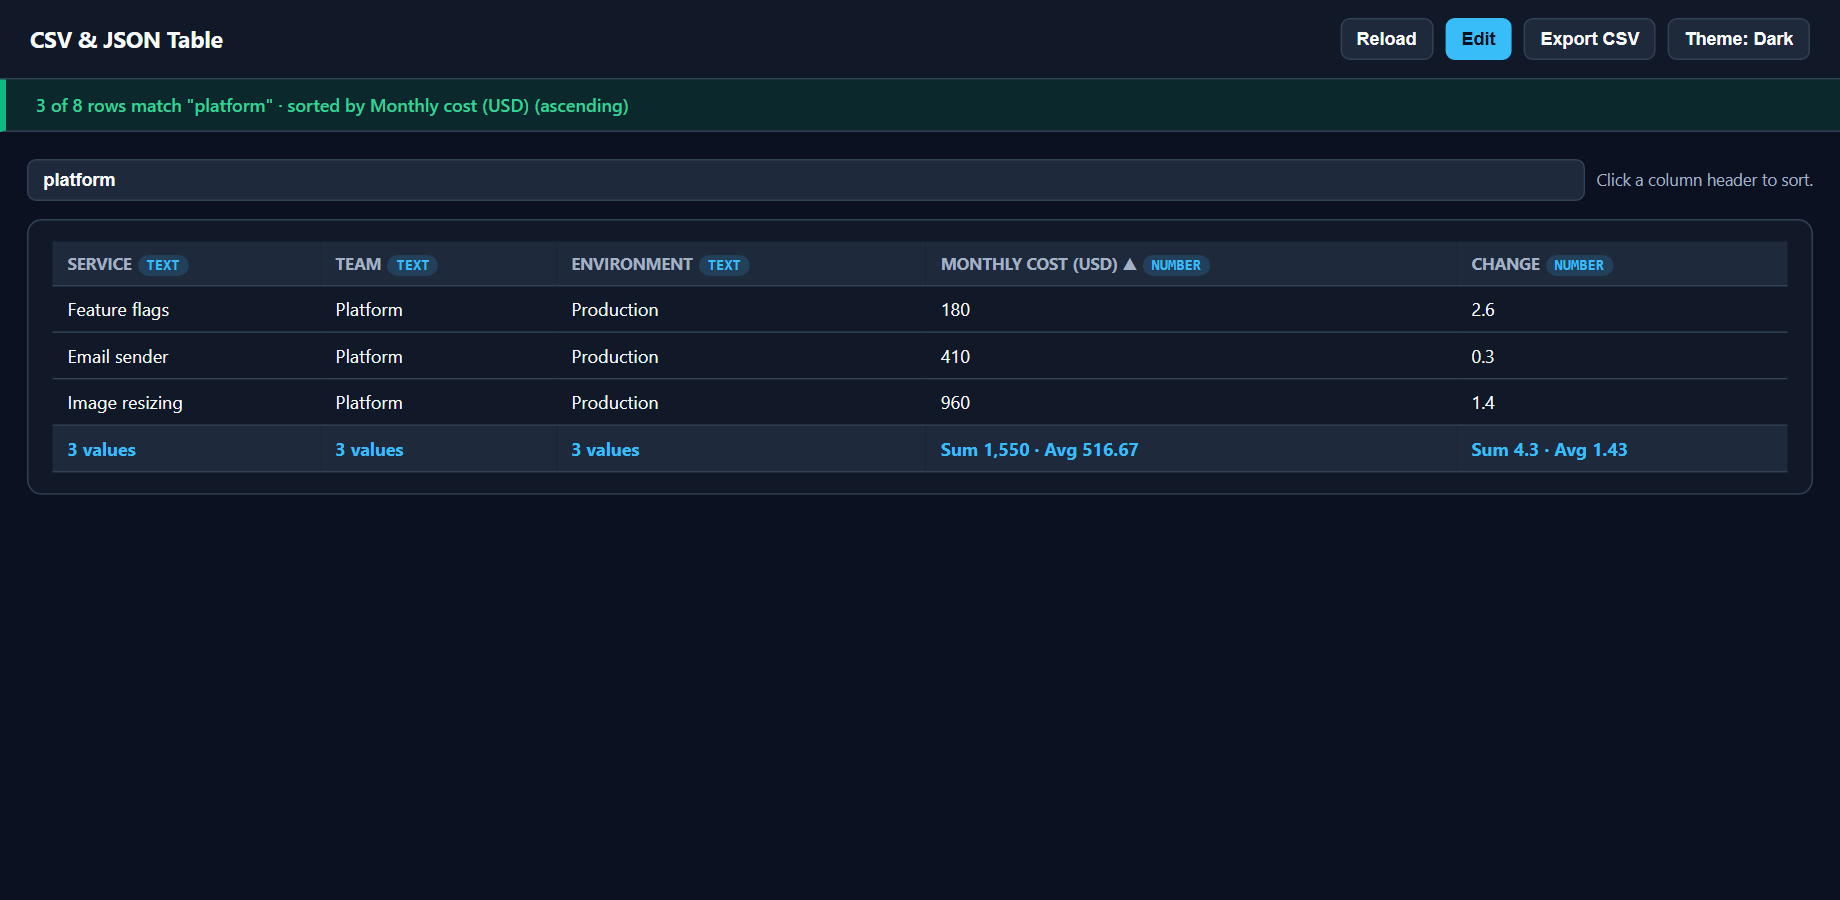 CSV & JSON Table
Reload Edit Export CSV Theme: Dark
3 of 8 rows match "platform" · sorted by Monthly cost (USD) (ascending)
platform Click a column header to sort.
SERVICE TEXT TEAM TEXT ENVIRONMENT TEXT MONTHLY COST (USD) ▲ NUMBER CHANGE NUMBER
Feature flags Platform Production 180 2.6
Email sender Platform Production 410 0.3
Image resizing Platform Production 960 1.4
3 values 3 values 3 values Sum 1,550 · Avg 516.67 Sum 4.3 · Avg 1.43